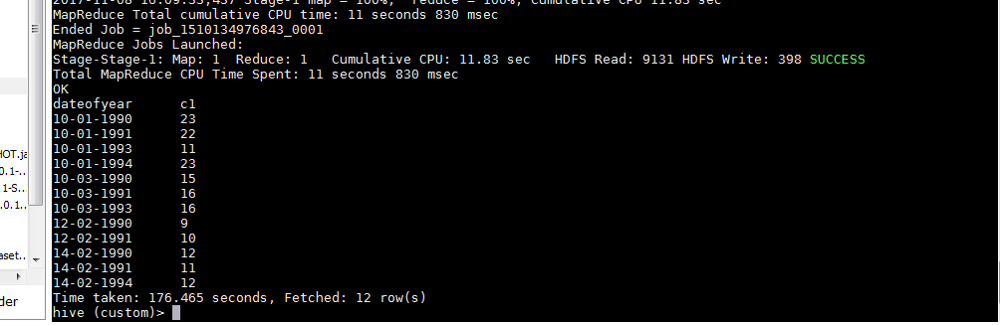 2017-11-08 16:09:33,437 Stage-1 map = 100%,  reduce = 100%, Cumulative CPU 11.83 sec
MapReduce Total cumulative CPU time: 11 seconds 830 msec
Ended Job = job_1510134976843_0001
MapReduce Jobs Launched:
Stage-Stage-1: Map: 1  Reduce: 1   Cumulative CPU: 11.83 sec   HDFS Read: 9131 HDFS Write: 398 SUCCESS
Total MapReduce CPU Time Spent: 11 seconds 830 msec
OK
dateofyear      c1
10-01-1990      23
10-01-1991      22
10-01-1993      11
10-01-1994      23
10-03-1990      15
10-03-1991      16
10-03-1993      16
12-02-1990      9
12-02-1991      10
14-02-1990      12
14-02-1991      11
14-02-1994      12
Time taken: 176.465 seconds, Fetched: 12 row(s)
hive (custom)>
HOT.ja
0.1-...
1-S...
.0.1...
aset..
der